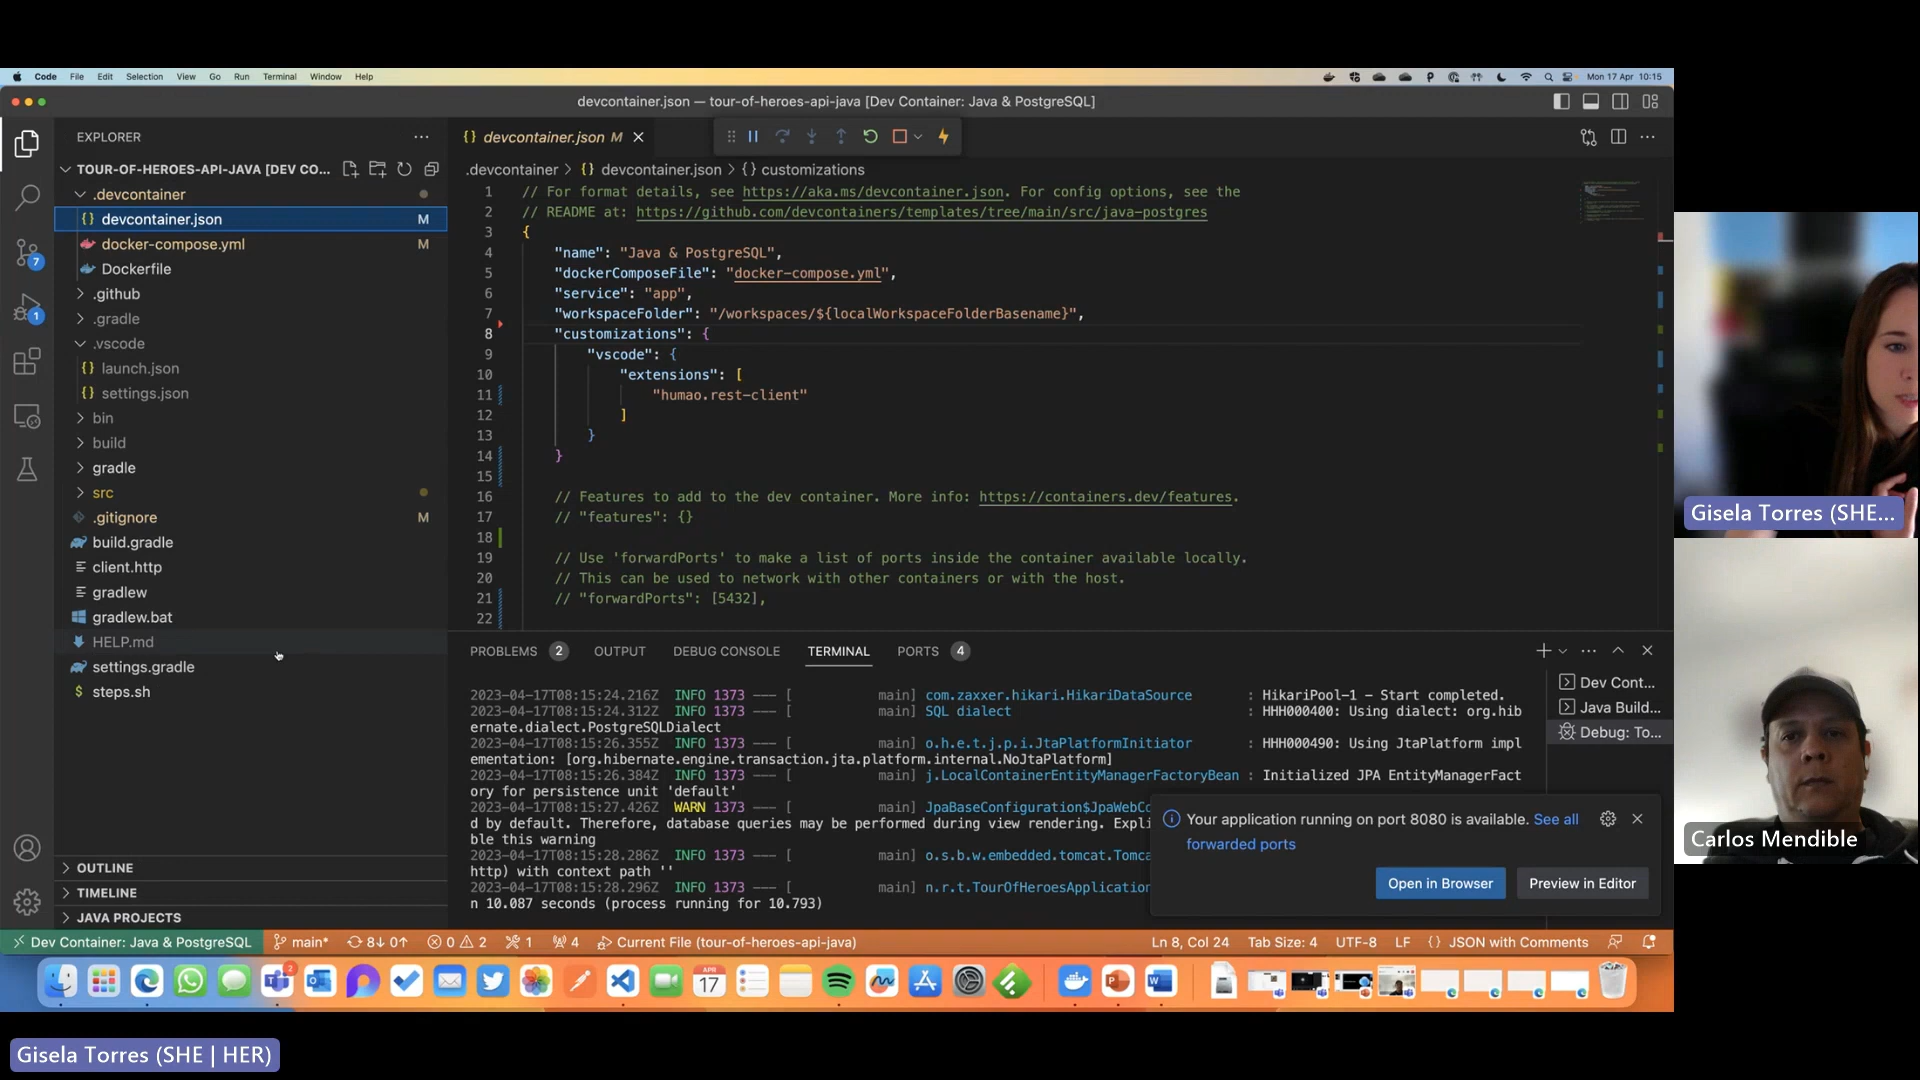 Code File Edit Selection View Go Run Terminal Window Help
Mon 17 Apr 10:15
devcontainer.json — tour-of-heroes-api-java [Dev Container: Java & PostgreSQL]
EXPLORER
TOUR-OF-HEROES-API-JAVA [DEV CO...
.devcontainer
{} devcontainer.json M
docker-compose.yml M
Dockerfile
.github
.gradle
.vscode
{} launch.json
{} settings.json
bin
build
gradle
src
.gitignore M
build.gradle
client.http
gradlew
gradlew.bat
HELP.md
settings.gradle
$ steps.sh
OUTLINE
TIMELINE
JAVA PROJECTS
7
1
{} devcontainer.json M
.devcontainer > {} devcontainer.json > {} customizations
1 // For format details, see https://aka.ms/devcontainer.json. For config options, see the
2 // README at: https://github.com/devcontainers/templates/tree/main/src/java-postgres
3 {
4 "name": "Java & PostgreSQL",
5 "dockerComposeFile": "docker-compose.yml",
6 "service": "app",
7 "workspaceFolder": "/workspaces/${localWorkspaceFolderBasename}",
8 "customizations": {
9 "vscode": {
10 "extensions": [
11 "humao.rest-client"
12 ]
13 }
14 }
15
16 // Features to add to the dev container. More info: https://containers.dev/features.
17 // "features": {}
18
19 // Use 'forwardPorts' to make a list of ports inside the container available locally.
20 // This can be used to network with other containers or with the host.
21 // "forwardPorts": [5432],
22
PROBLEMS 2 OUTPUT DEBUG CONSOLE TERMINAL PORTS 4
2023-04-17T08:15:24.216Z INFO 1373 --- [ main] com.zaxxer.hikari.HikariDataSource : HikariPool-1 - Start completed.
2023-04-17T08:15:24.312Z INFO 1373 --- [ main] SQL dialect : HHH000400: Using dialect: org.hib
ernate.dialect.PostgreSQLDialect
2023-04-17T08:15:26.355Z INFO 1373 --- [ main] o.h.e.t.j.p.i.JtaPlatformInitiator : HHH000490: Using JtaPlatform impl
ementation: [org.hibernate.engine.transaction.jta.platform.internal.NoJtaPlatform]
2023-04-17T08:15:26.384Z INFO 1373 --- [ main] j.LocalContainerEntityManagerFactoryBean : Initialized JPA EntityManagerFact
ory for persistence unit 'default'
2023-04-17T08:15:27.426Z WARN 1373 --- [ main] JpaBaseConfiguration$JpaWebCo
d by default. Therefore, database queries may be performed during view rendering. Expli
ble this warning
2023-04-17T08:15:28.286Z INFO 1373 --- [ main] o.s.b.w.embedded.tomcat.Tomca
http) with context path ''
2023-04-17T08:15:28.296Z INFO 1373 --- [ main] n.r.t.TourOfHeroesApplication
n 10.087 seconds (process running for 10.793)
Dev Cont...
Java Build...
Debug: To...
Your application running on port 8080 is available. See all
forwarded ports
Open in Browser
Preview in Editor
Dev Container: Java & PostgreSQL main* 8↓ 0↑ 0 2 1 4 Current File (tour-of-heroes-api-java)
Ln 8, Col 24 Tab Size: 4 UTF-8 LF {} JSON with Comments
2
APR
17
Gisela Torres (SHE...
Carlos Mendible
Gisela Torres (SHE | HER)